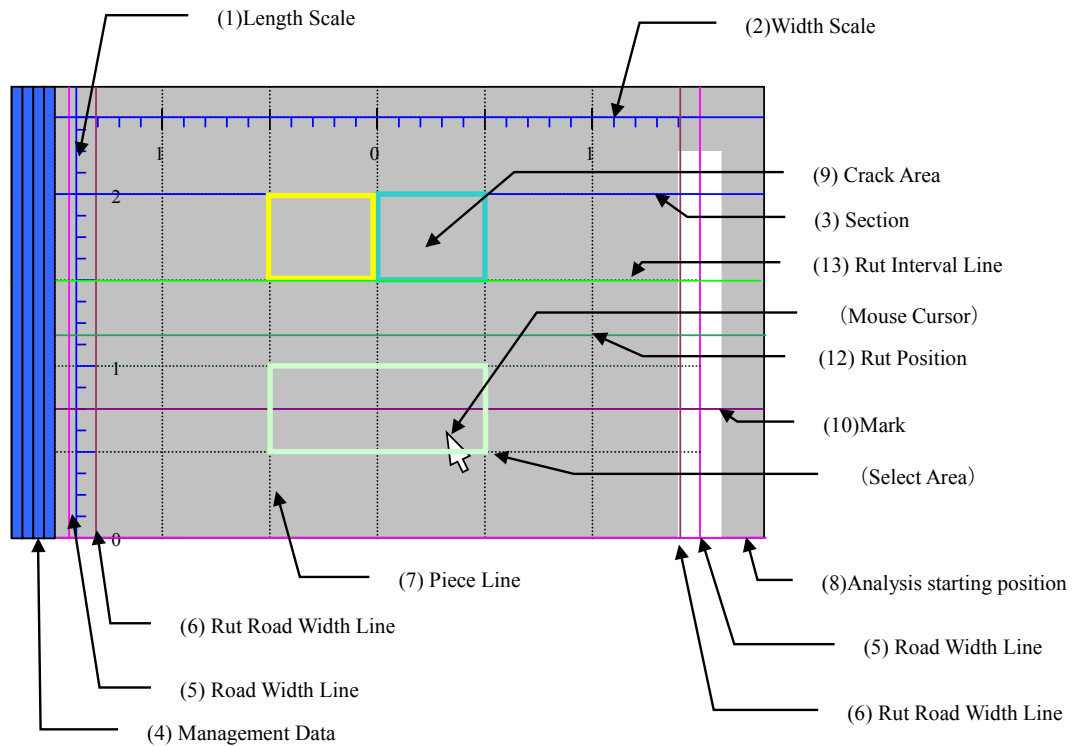 (1)Length Scale
(2)Width Scale
1
0
1
(9) Crack Area
2
(3) Section
(13) Rut Interval Line
（Mouse Cursor）
(12) Rut Position
1
(10)Mark
（Select Area）
0
(7) Piece Line
(8)Analysis starting position
(6) Rut Road Width Line
(5) Road Width Line
(5) Road Width Line
(6) Rut Road Width Line
(4) Management Data